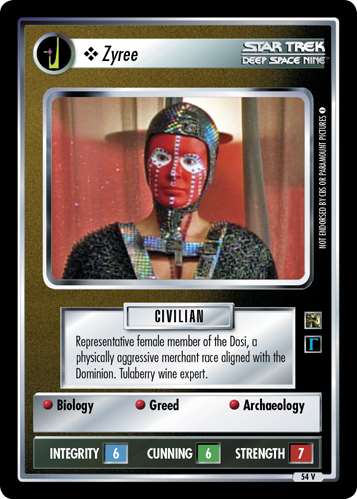 ❖ Zyree
STAR TREK
DEEP SPACE NINE™
NOT ENDORSED BY CBS OR PARAMOUNT PICTURES
CIVILIAN
Representative female member of the Dosi, a
physically aggressive merchant race aligned with the
Dominion. Tulaberry wine expert.
Biology
Greed
Archaeology
INTEGRITY 6 CUNNING 6 STRENGTH 7
54 V